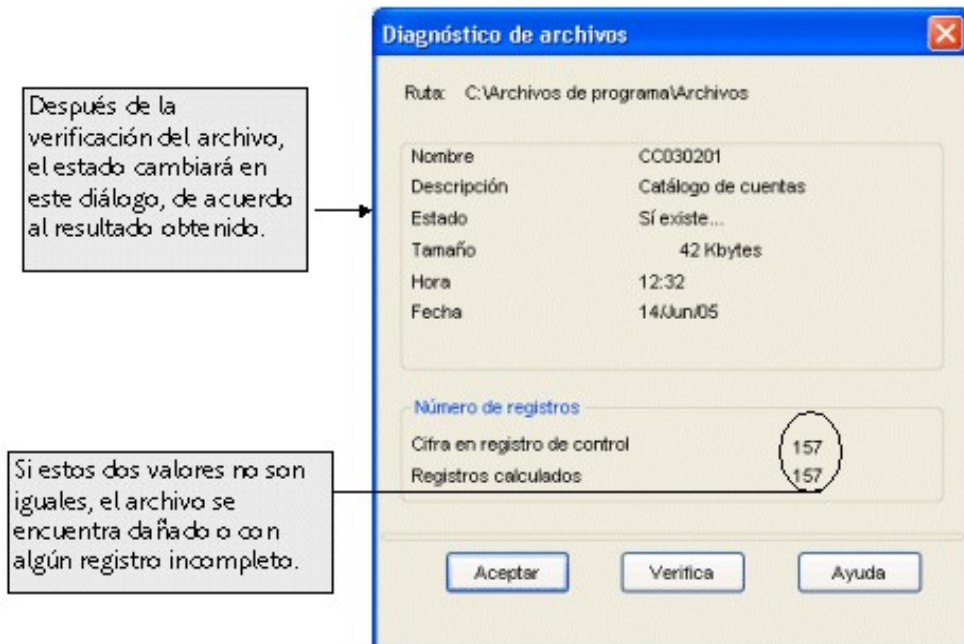 Diagnóstico de archivos
Ruta: C:\Archivos de programa\Archivos
Después de la
verificación del archivo,
el estado cambiará en
este diálogo, de acuerdo
al resultado obtenido.
Nombre CC030201
Descripción Catálogo de cuentas
Estado Sí existe...
Tamaño 42 Kbytes
Hora 12:32
Fecha 14/Jun/05
Número de registros
Cifra en registro de control 157
Registros calculados 157
Si estos dos valores no son
iguales, el archivo se
encuentra dañado o con
algún registro incompleto.
Aceptar Verifica Ayuda